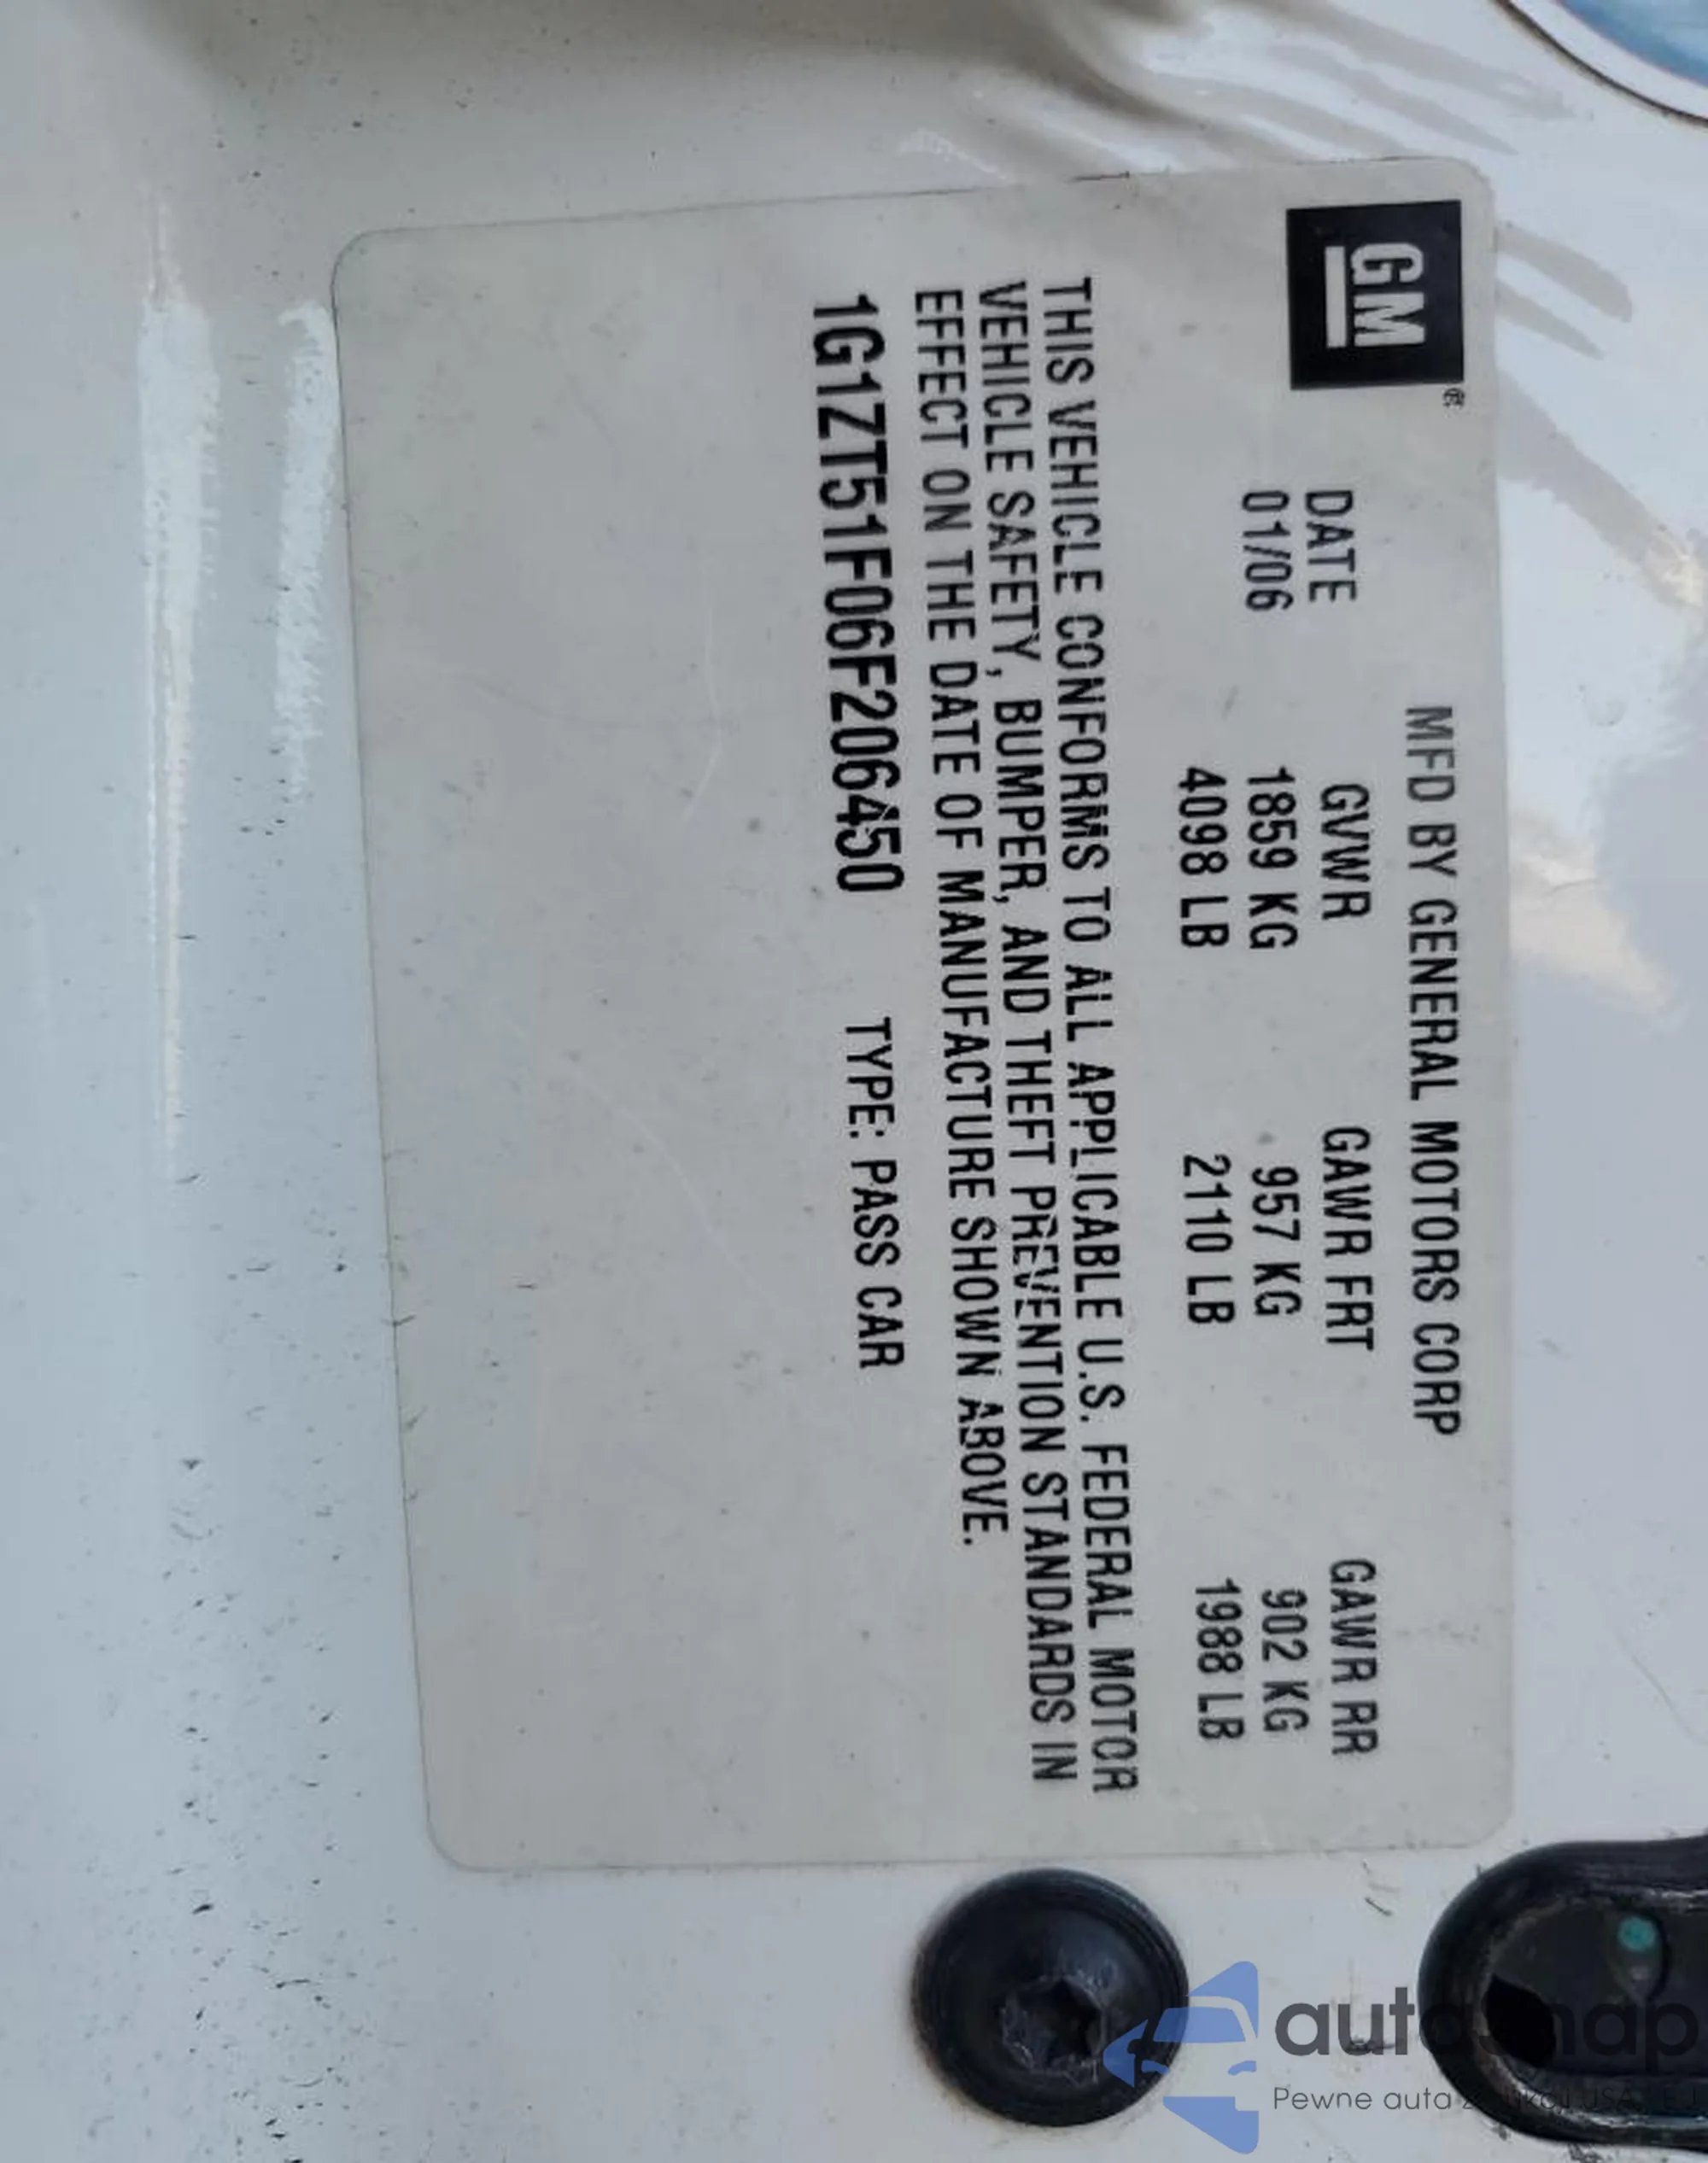 GM®
MFD BY GENERAL MOTORS CORP
DATE GVWR GAWR FRT GAWR RR
01/06 1859 KG 957 KG 902 KG
4098 LB 2110 LB 1988 LB
THIS VEHICLE CONFORMS TO ALL APPLICABLE U.S. FEDERAL MOTOR
VEHICLE SAFETY, BUMPER, AND THEFT PREVENTION STANDARDS IN
EFFECT ON THE DATE OF MANUFACTURE SHOWN ABOVE.
1G1ZT51F06F206450 TYPE: PASS CAR
Pewne auta